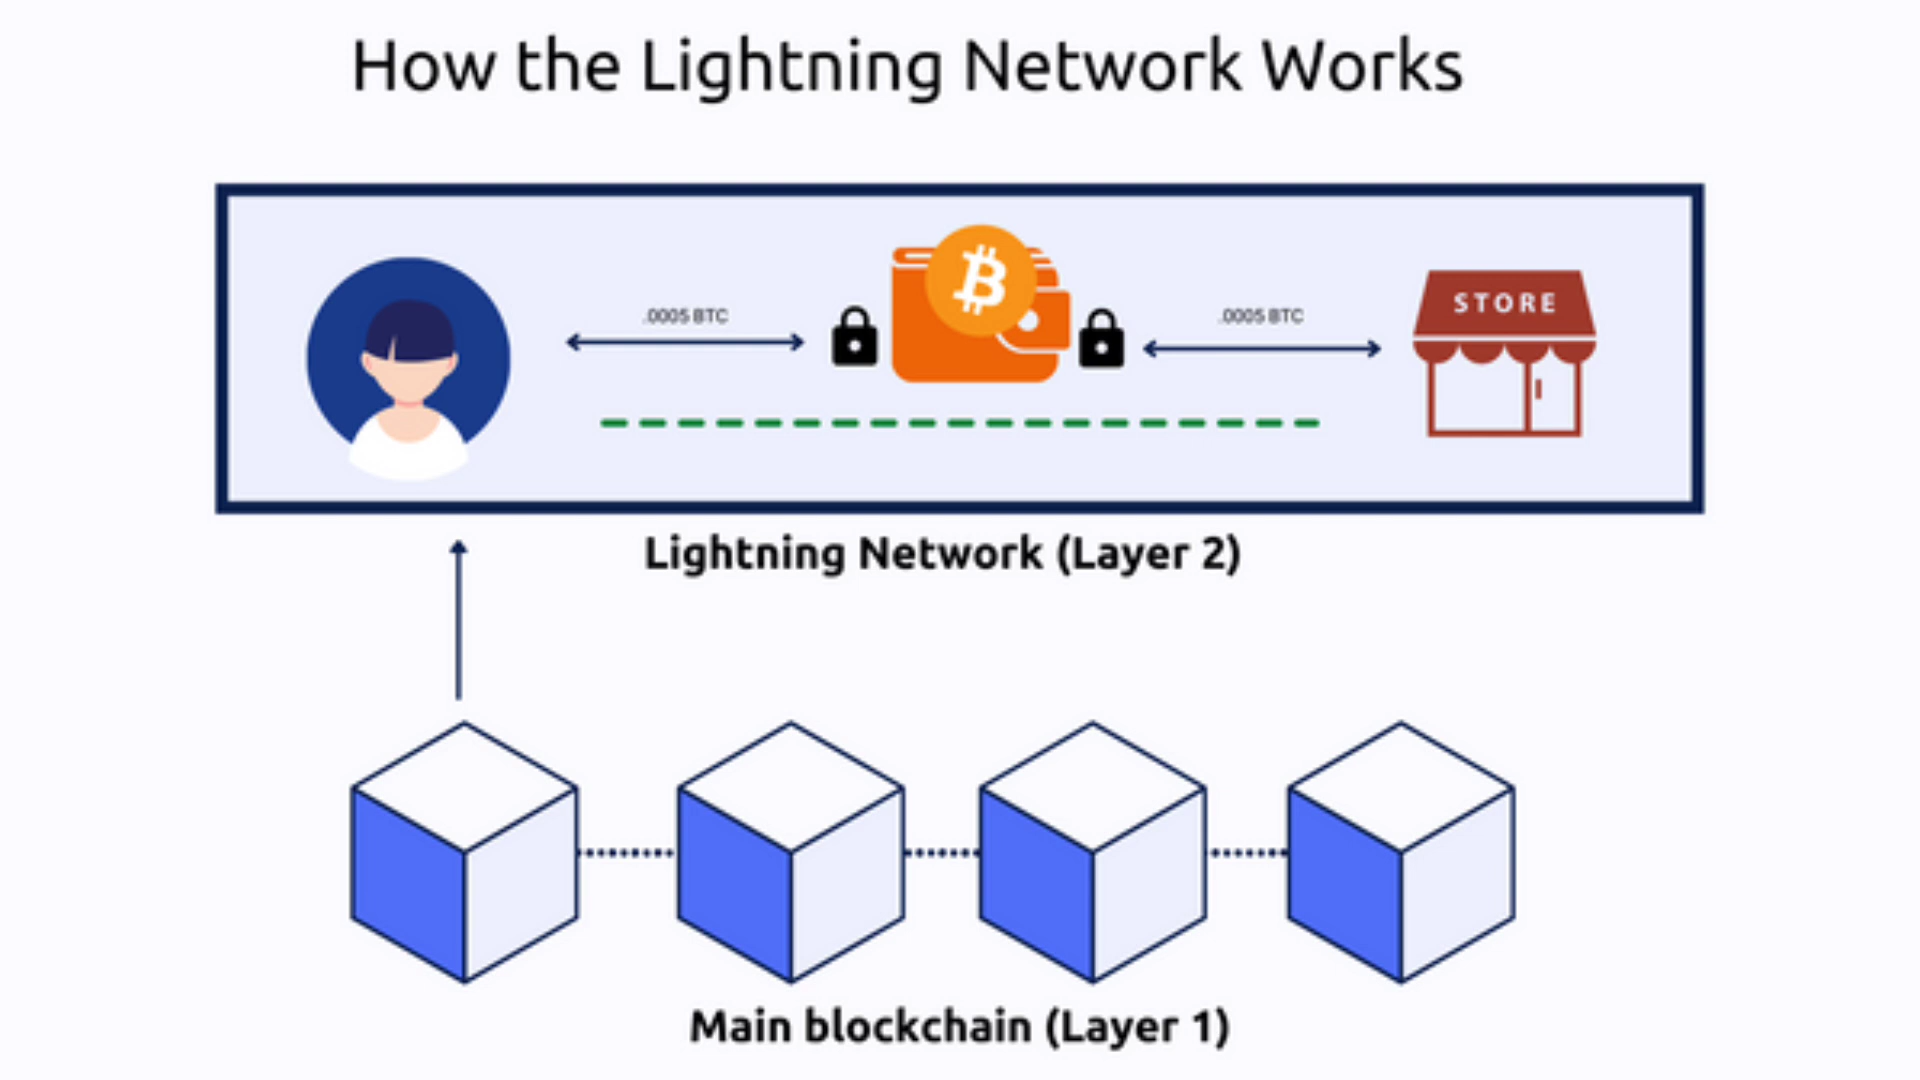 How the Lightning Network Works
.0005 BTC
.0005 BTC
STORE
Lightning Network (Layer 2)
Main blockchain (Layer 1)